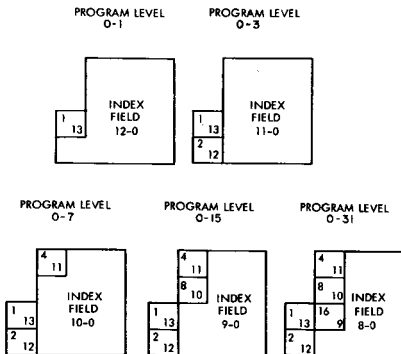 PROGRAM LEVEL
0-1
1
13
INDEX
FIELD
12-0
PROGRAM LEVEL
0-3
1
13
2
12
INDEX
FIELD
11-0
PROGRAM LEVEL
0-7
4
11
1
13
2
12
INDEX
FIELD
10-0
PROGRAM LEVEL
0-15
4
11
8
10
1
13
2
12
INDEX
FIELD
9-0
PROGRAM LEVEL
0-31
4
11
8
10
1
13
16
9
2
12
INDEX
FIELD
8-0